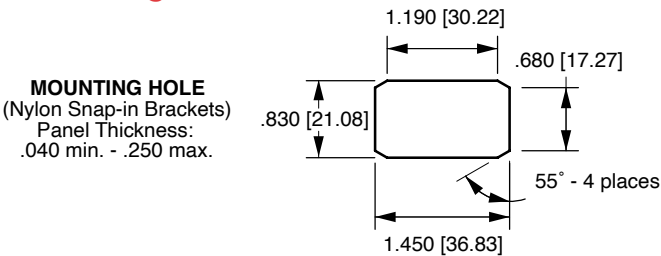 1.190 [30.22]
.680 [17.27]
MOUNTING HOLE
(Nylon Snap-in Brackets)
Panel Thickness:
.040 min. - .250 max.
.830 [21.08]
55˚ - 4 places
1.450 [36.83]